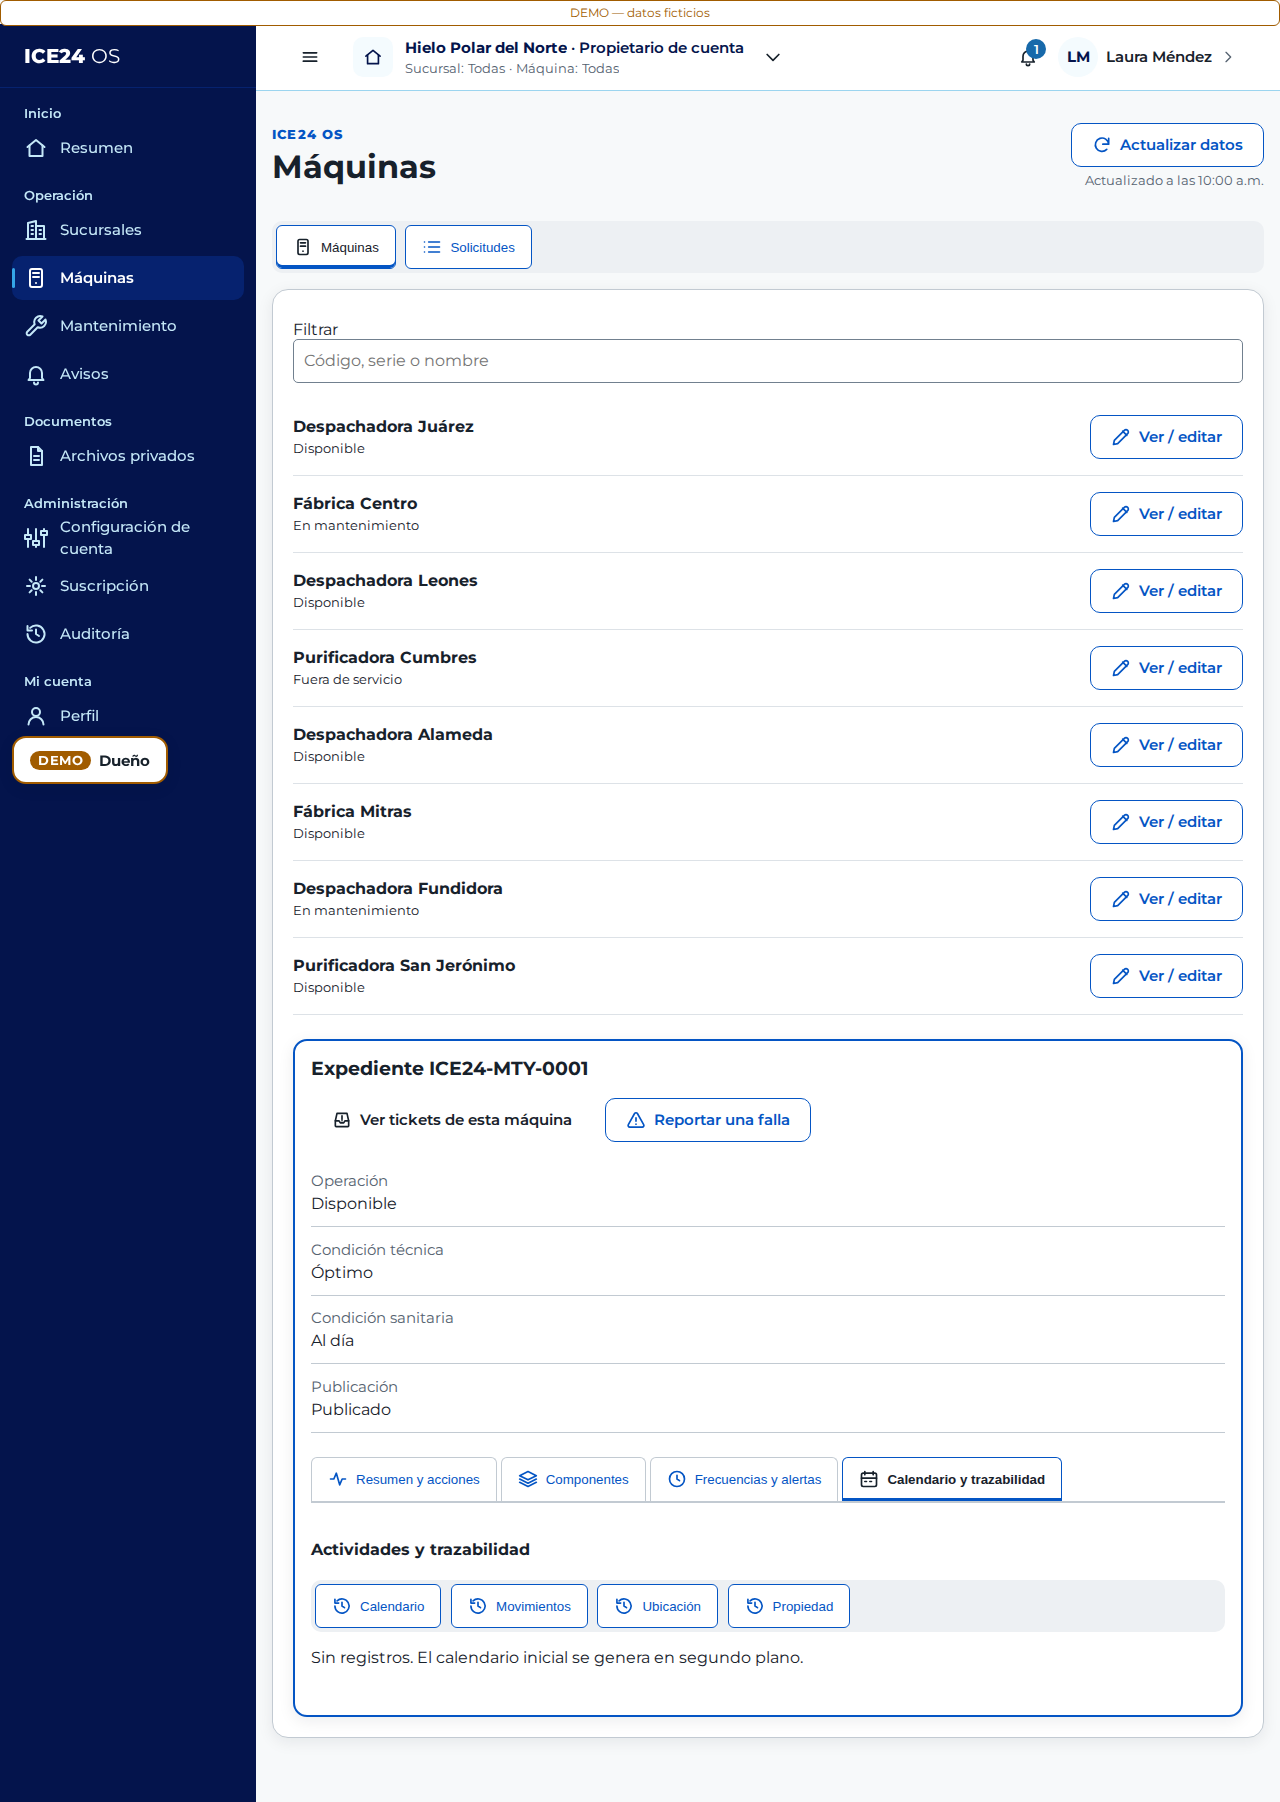 DEMO — datos ficticios
ICE24 OS
Inicio
Resumen
Operación
Sucursales
Máquinas
Mantenimiento
Avisos
Documentos
Archivos privados
Administración
Configuración de
cuenta
Suscripción
Auditoría
Mi cuenta
Perfil
DEMO Dueño
Hielo Polar del Norte · Propietario de cuenta
Sucursal: Todas · Máquina: Todas
1
LM Laura Méndez
ICE24 OS
Máquinas
Actualizar datos
Actualizado a las 10:00 a.m.
Máquinas
Solicitudes
Filtrar
Código, serie o nombre
Despachadora Juárez
Disponible
Ver / editar
Fábrica Centro
En mantenimiento
Ver / editar
Despachadora Leones
Disponible
Ver / editar
Purificadora Cumbres
Fuera de servicio
Ver / editar
Despachadora Alameda
Disponible
Ver / editar
Fábrica Mitras
Disponible
Ver / editar
Despachadora Fundidora
En mantenimiento
Ver / editar
Purificadora San Jerónimo
Disponible
Ver / editar
Expediente ICE24-MTY-0001
Ver tickets de esta máquina
Reportar una falla
Operación
Disponible
Condición técnica
Óptimo
Condición sanitaria
Al día
Publicación
Publicado
Resumen y acciones
Componentes
Frecuencias y alertas
Calendario y trazabilidad
Actividades y trazabilidad
Calendario
Movimientos
Ubicación
Propiedad
Sin registros. El calendario inicial se genera en segundo plano.